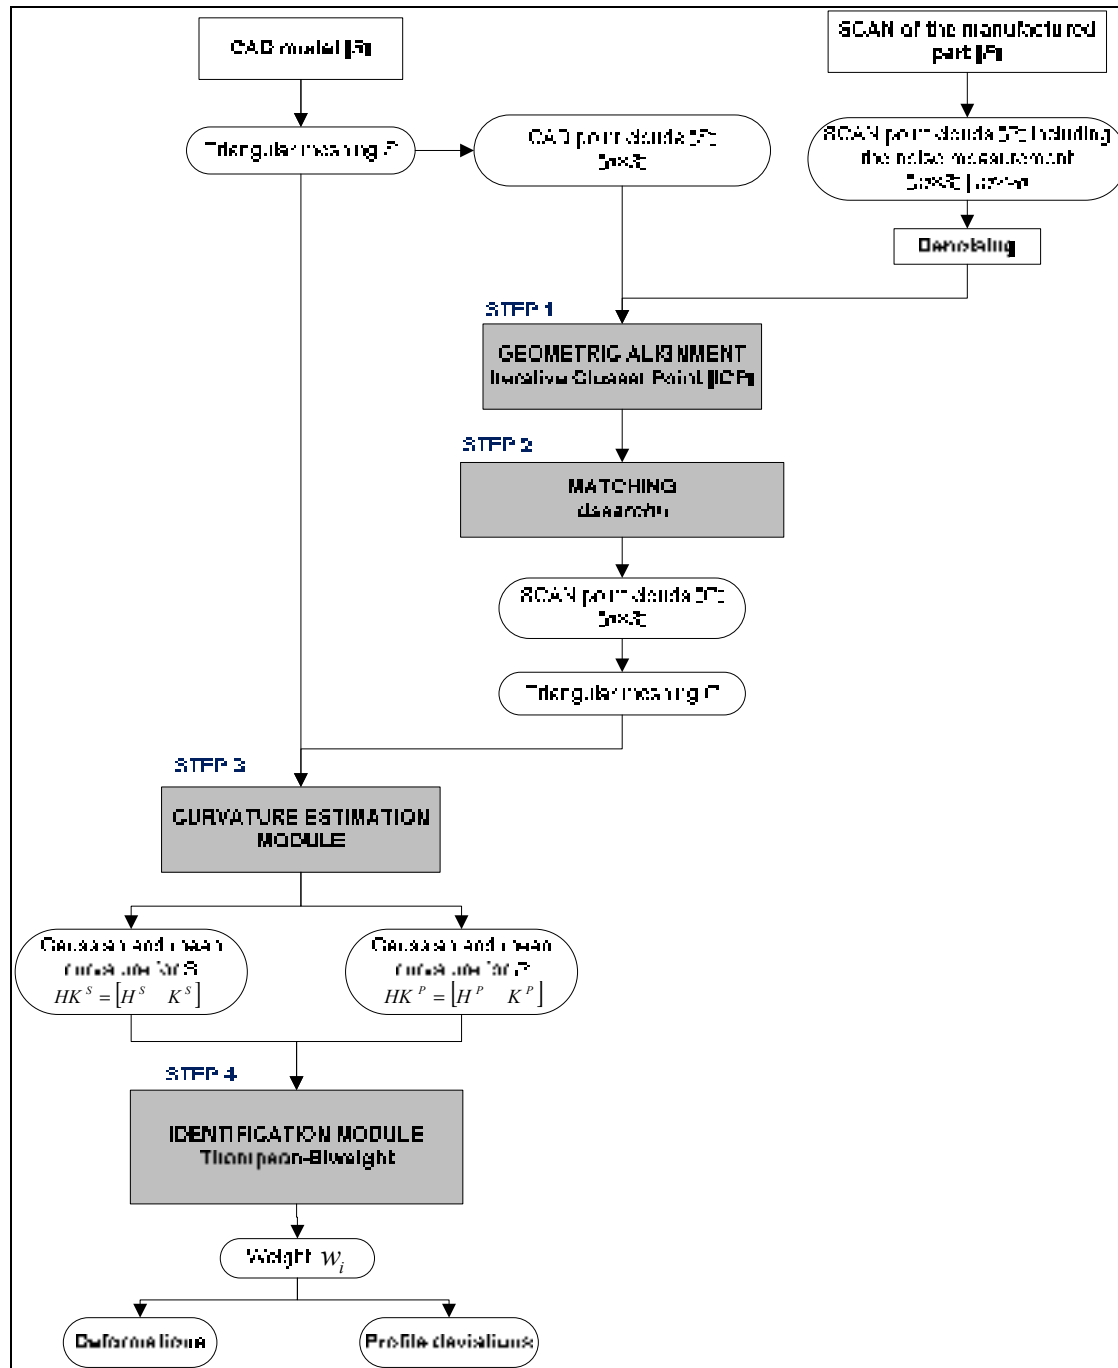 CAD model [S]
SCAN of the manufactured
part [P]
Triangular meshing
CAD point clouds
SCAN point clouds including
the noise measurement
Denoising
STEP 1
GEOMETRIC ALIGNMENT
Iterative Closest Point [ICP]
STEP 2
MATCHING
dsearchn
SCAN point clouds
Triangular meshing
STEP 3
CURVATURE ESTIMATION
MODULE
Gaussian and mean
curvature for S
HK^S = [H^S K^S]
Gaussian and mean
curvature for P
HK^P = [H^P K^P]
STEP 4
IDENTIFICATION MODULE
Thompson-Biweight
Weight w_i
Deformations
Profile deviations